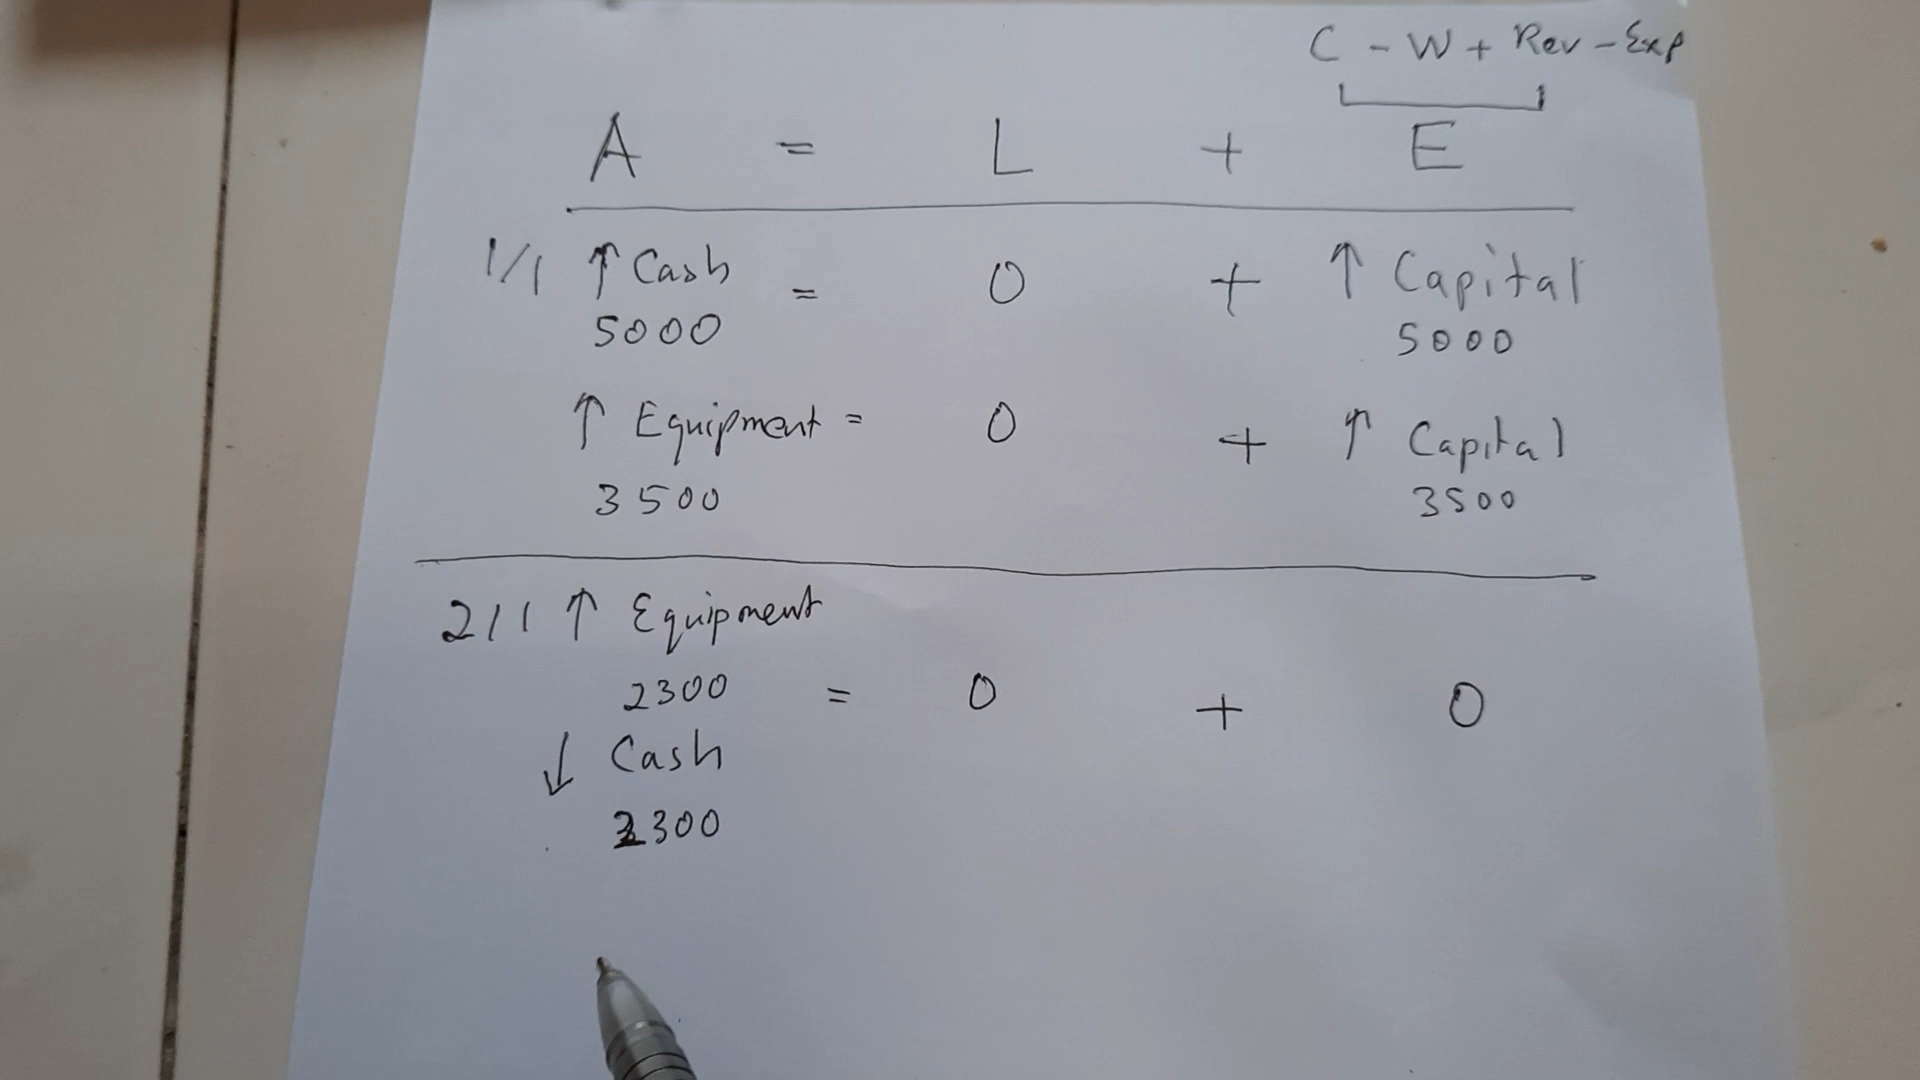 C - W + Rev - Exp
A = L + E
1/1 ↑ Cash = 0 + ↑ Capital
5000 5000
↑ Equipment = 0 + ↑ Capital
3500 3500
2/1 ↑ Equipment
2300 = 0 + 0
↓ Cash
2300